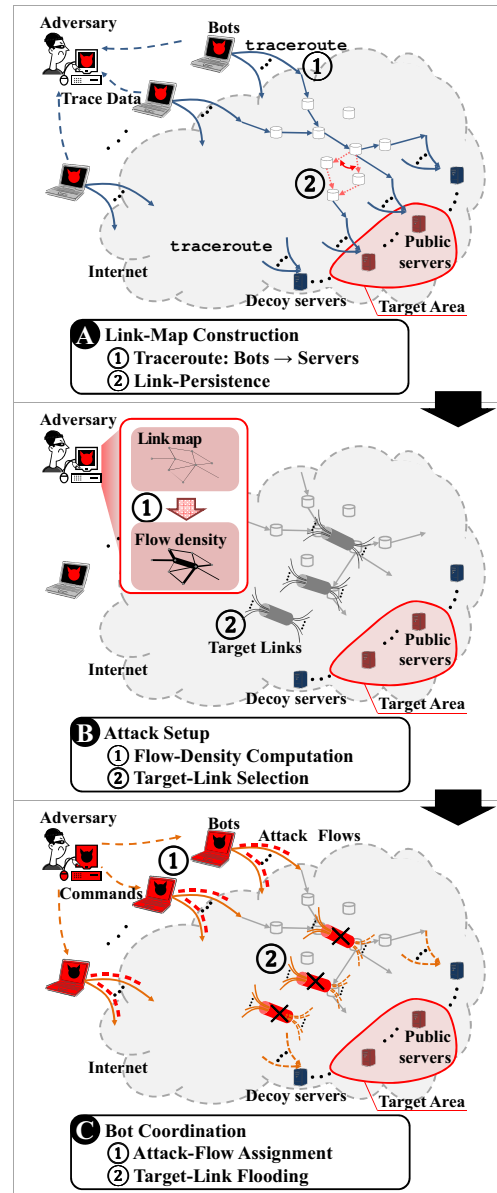 Adversary
Bots
traceroute
1
Trace Data
2
traceroute
Public
servers
Internet
Decoy servers
Target Area
A Link-Map Construction
1 Traceroute: Bots → Servers
2 Link-Persistence
Adversary
Link map
1
Flow density
2
Target Links
Public
servers
Internet
Decoy servers
Target Area
B Attack Setup
1 Flow-Density Computation
2 Target-Link Selection
Adversary
Bots
Attack Flows
1
Commands
2
Public
servers
Internet
Decoy servers
Target Area
C Bot Coordination
1 Attack-Flow Assignment
2 Target-Link Flooding